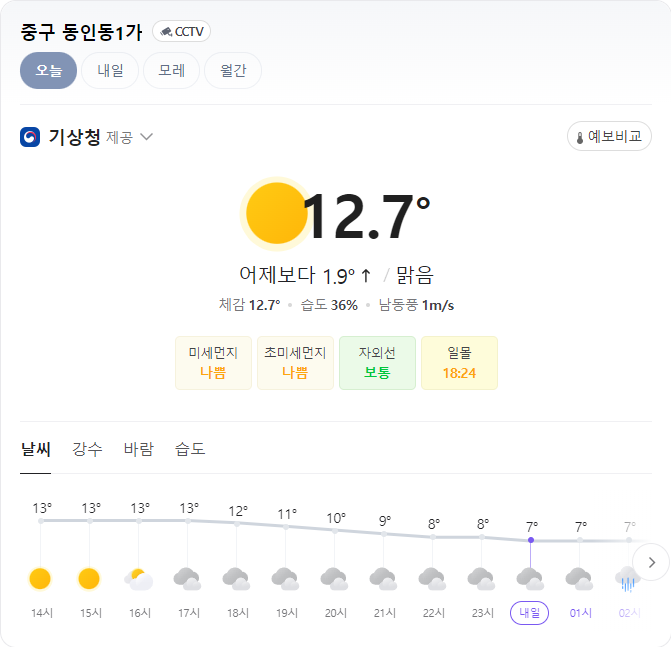 중구 동인동1가 CCTV
오늘 내일 모레 월간
기상청 제공 예보비교
12.7°
어제보다 1.9° ↑ / 맑음
체감 12.7° • 습도 36% • 남동풍 1m/s
미세먼지 초미세먼지 자외선 일몰
나쁨 나쁨 보통 18:24
날씨 강수 바람 습도
13° 13° 13° 13° 12° 11° 10° 9° 8° 8° 7° 7° 7°
14시 15시 16시 17시 18시 19시 20시 21시 22시 23시 내일 01시 02시